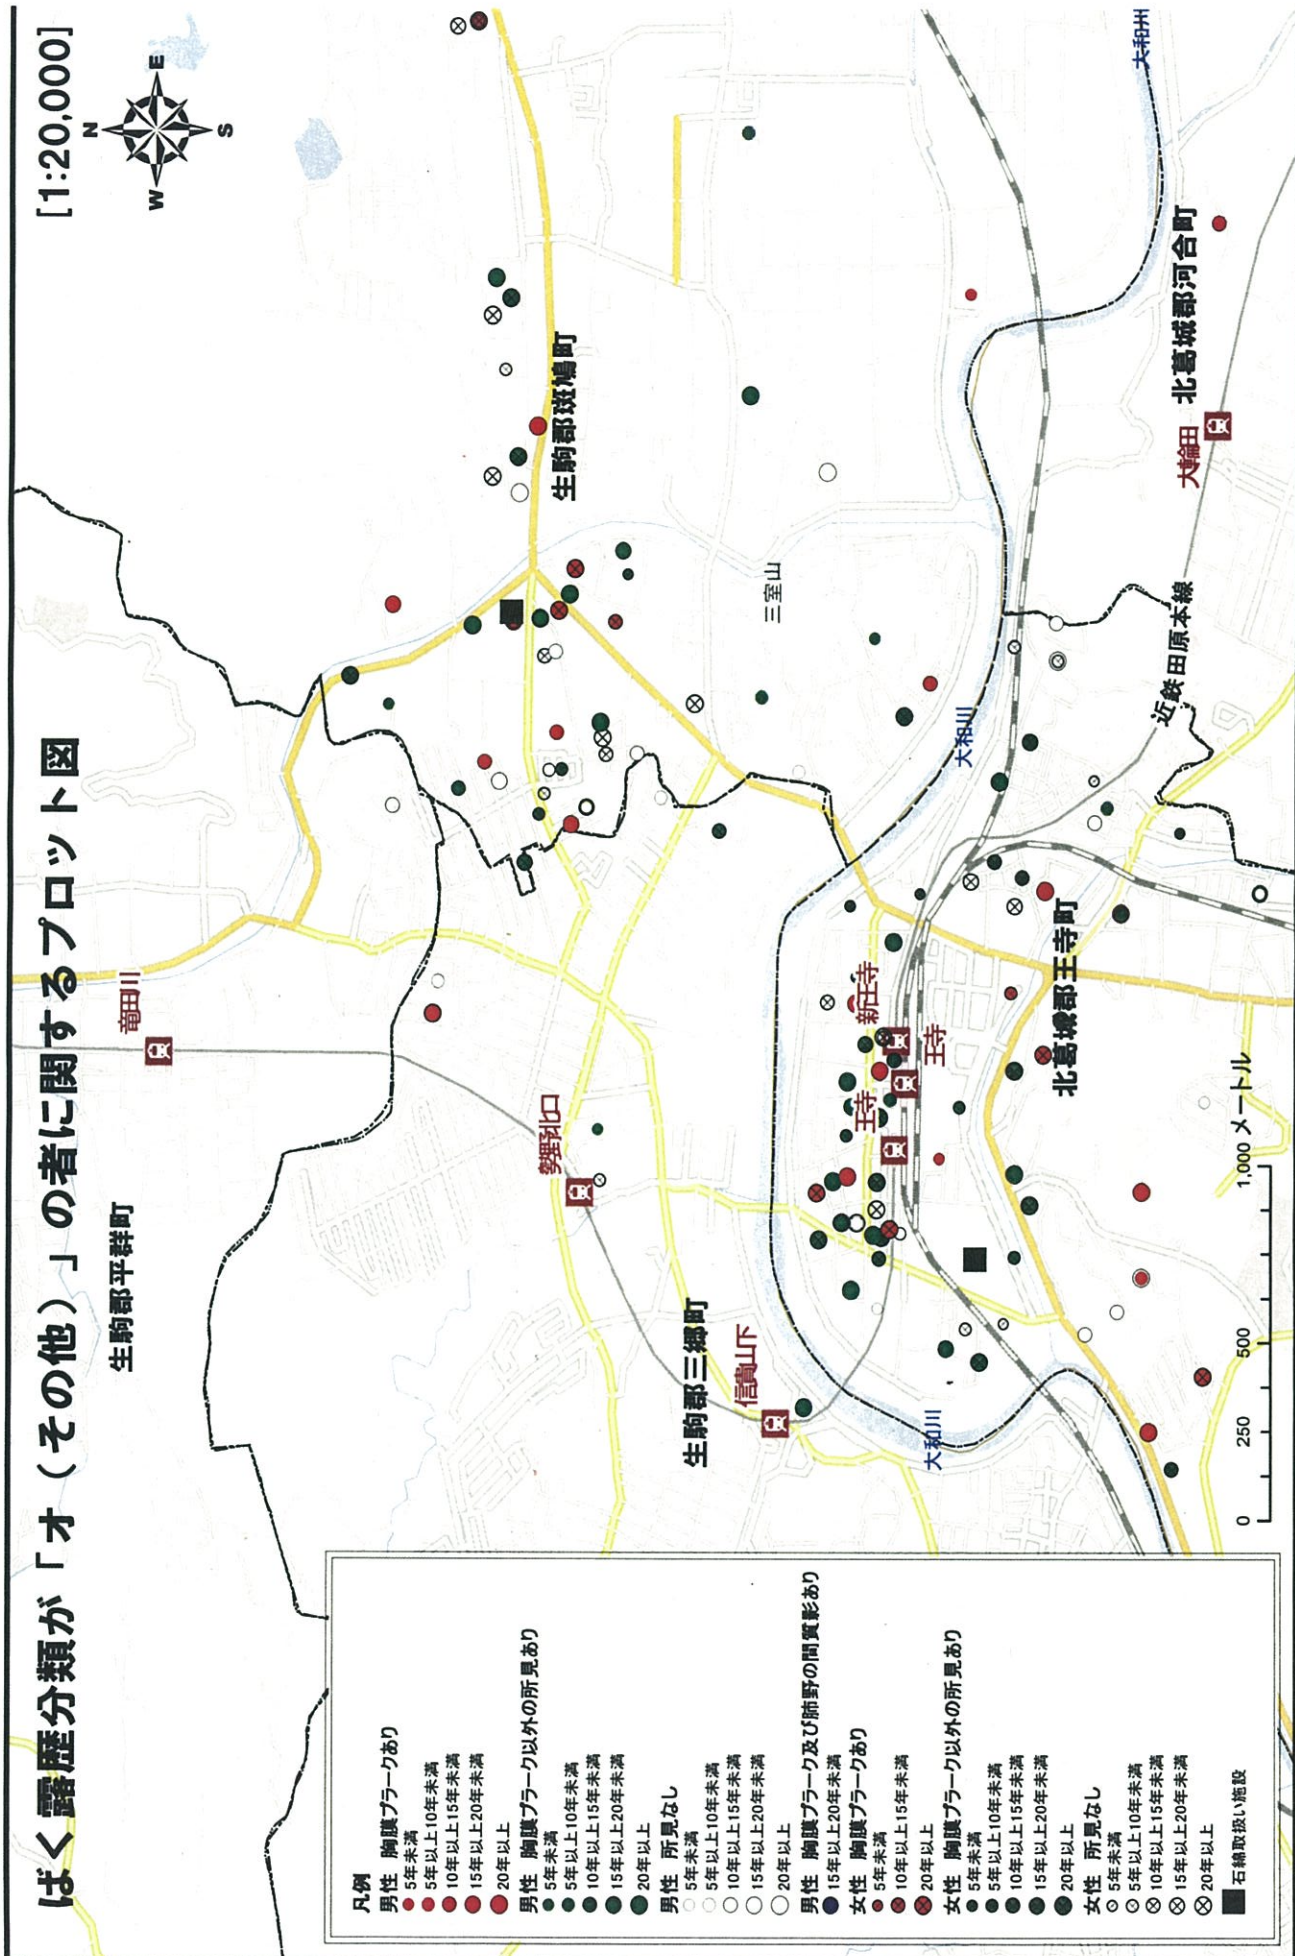 ばく露歴分類が「オ(その他)」の者に関するプロット図
[1:20,000]
N
W
E
S
生駒郡平群町
竜田川
勢野北口
生駒郡三郷町
信貴山下
生駒郡斑鳩町
三室山
大和川
大和川
大和川
新王寺
王寺
王寺
北葛城郡王寺町
近鉄田原本線
大輪田
北葛城郡河合町
0
250
500
1,000 メートル
凡例
男性 胸膜プラークあり
5年未満
5年以上10年未満
10年以上15年未満
15年以上20年未満
20年以上
男性 胸膜プラーク以外の所見あり
5年未満
5年以上10年未満
10年以上15年未満
15年以上20年未満
20年以上
男性 所見なし
5年未満
5年以上10年未満
10年以上15年未満
15年以上20年未満
20年以上
男性 胸膜プラーク及び肺野の間質影あり
15年以上20年未満
女性 胸膜プラークあり
5年未満
10年以上15年未満
20年以上
女性 胸膜プラーク以外の所見あり
5年未満
5年以上10年未満
10年以上15年未満
15年以上20年未満
20年以上
女性 所見なし
5年未満
5年以上10年未満
10年以上15年未満
15年以上20年未満
20年以上
石綿取扱い施設